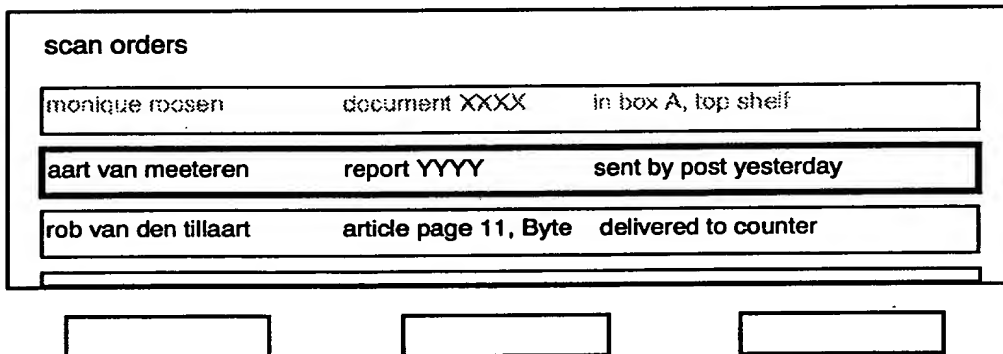 scan orders
monique roosen document XXXX in box A, top shelf
aart van meeteren report YYYY sent by post yesterday
rob van den tillaart article page 11, Byte delivered to counter